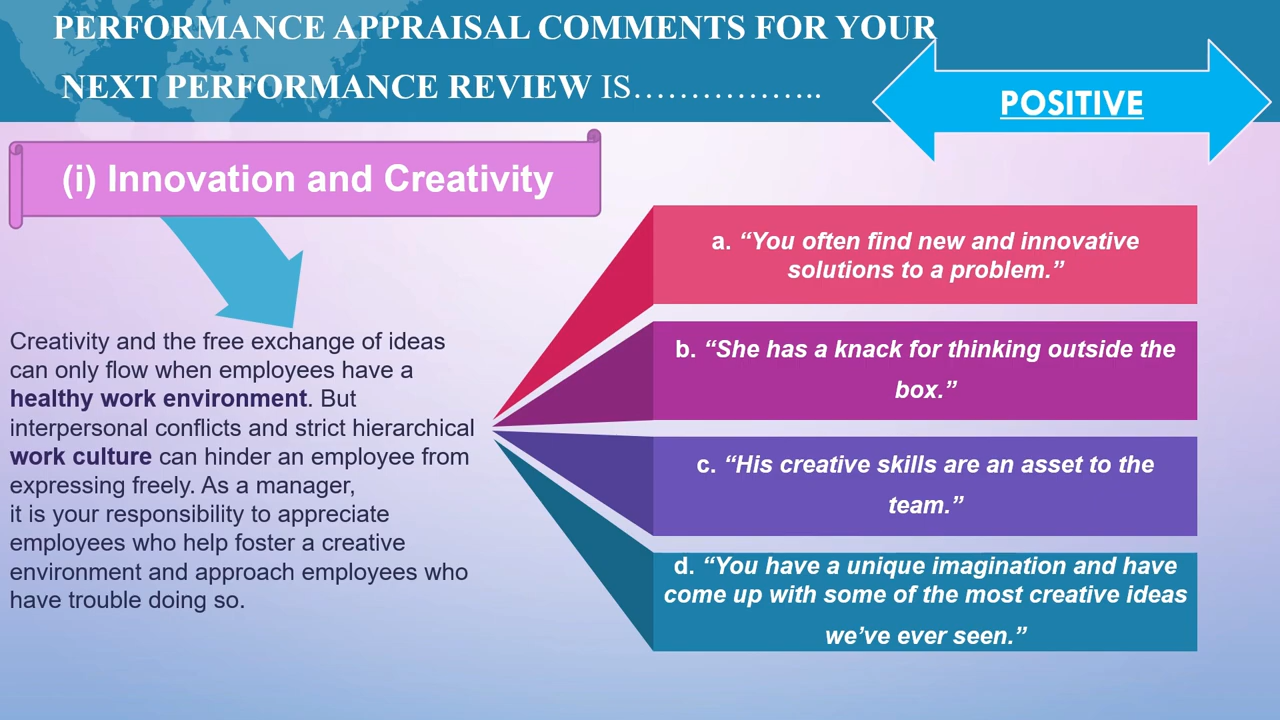 PERFORMANCE APPRAISAL COMMENTS FOR YOUR
NEXT PERFORMANCE REVIEW IS……………..
POSITIVE
(i) Innovation and Creativity
Creativity and the free exchange of ideas
can only flow when employees have a
healthy work environment. But
interpersonal conflicts and strict hierarchical
work culture can hinder an employee from
expressing freely. As a manager,
it is your responsibility to appreciate
employees who help foster a creative
environment and approach employees who
have trouble doing so.
a. “You often find new and innovative
solutions to a problem.”
b. “She has a knack for thinking outside the
box.”
c. “His creative skills are an asset to the
team.”
d. “You have a unique imagination and have
come up with some of the most creative ideas
we’ve ever seen.”